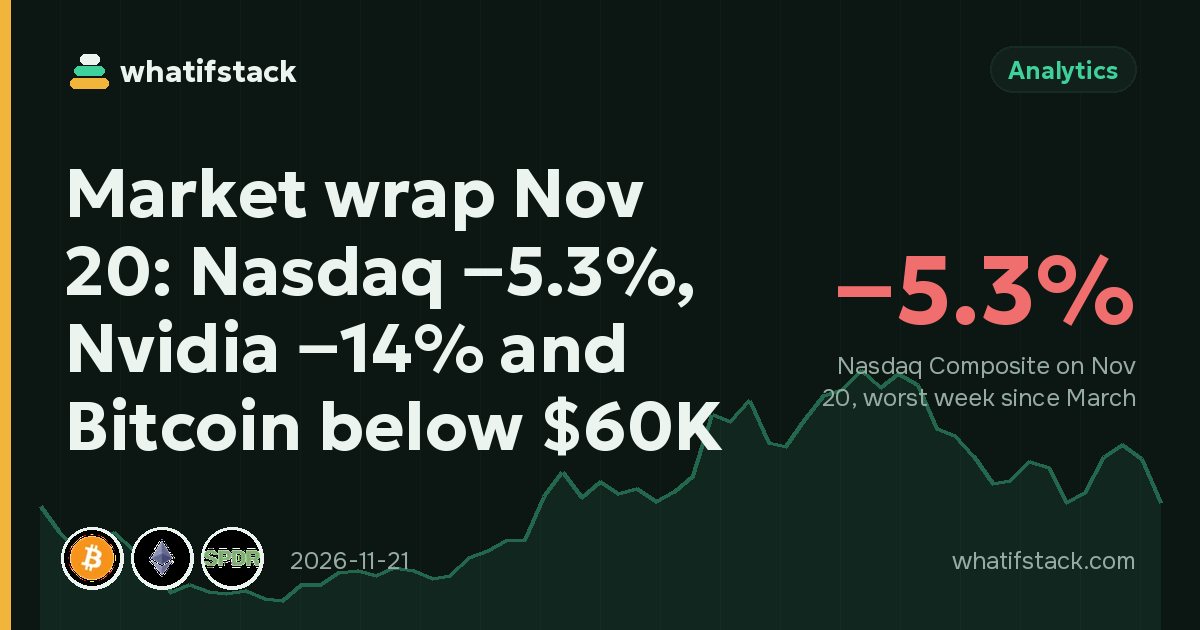 whatifstack
Analytics
Market wrap Nov
20: Nasdaq −5.3%,
Nvidia −14% and
Bitcoin below $60K
−5.3%
Nasdaq Composite on Nov
20, worst week since March
SPDR
2026-11-21
whatifstack.com